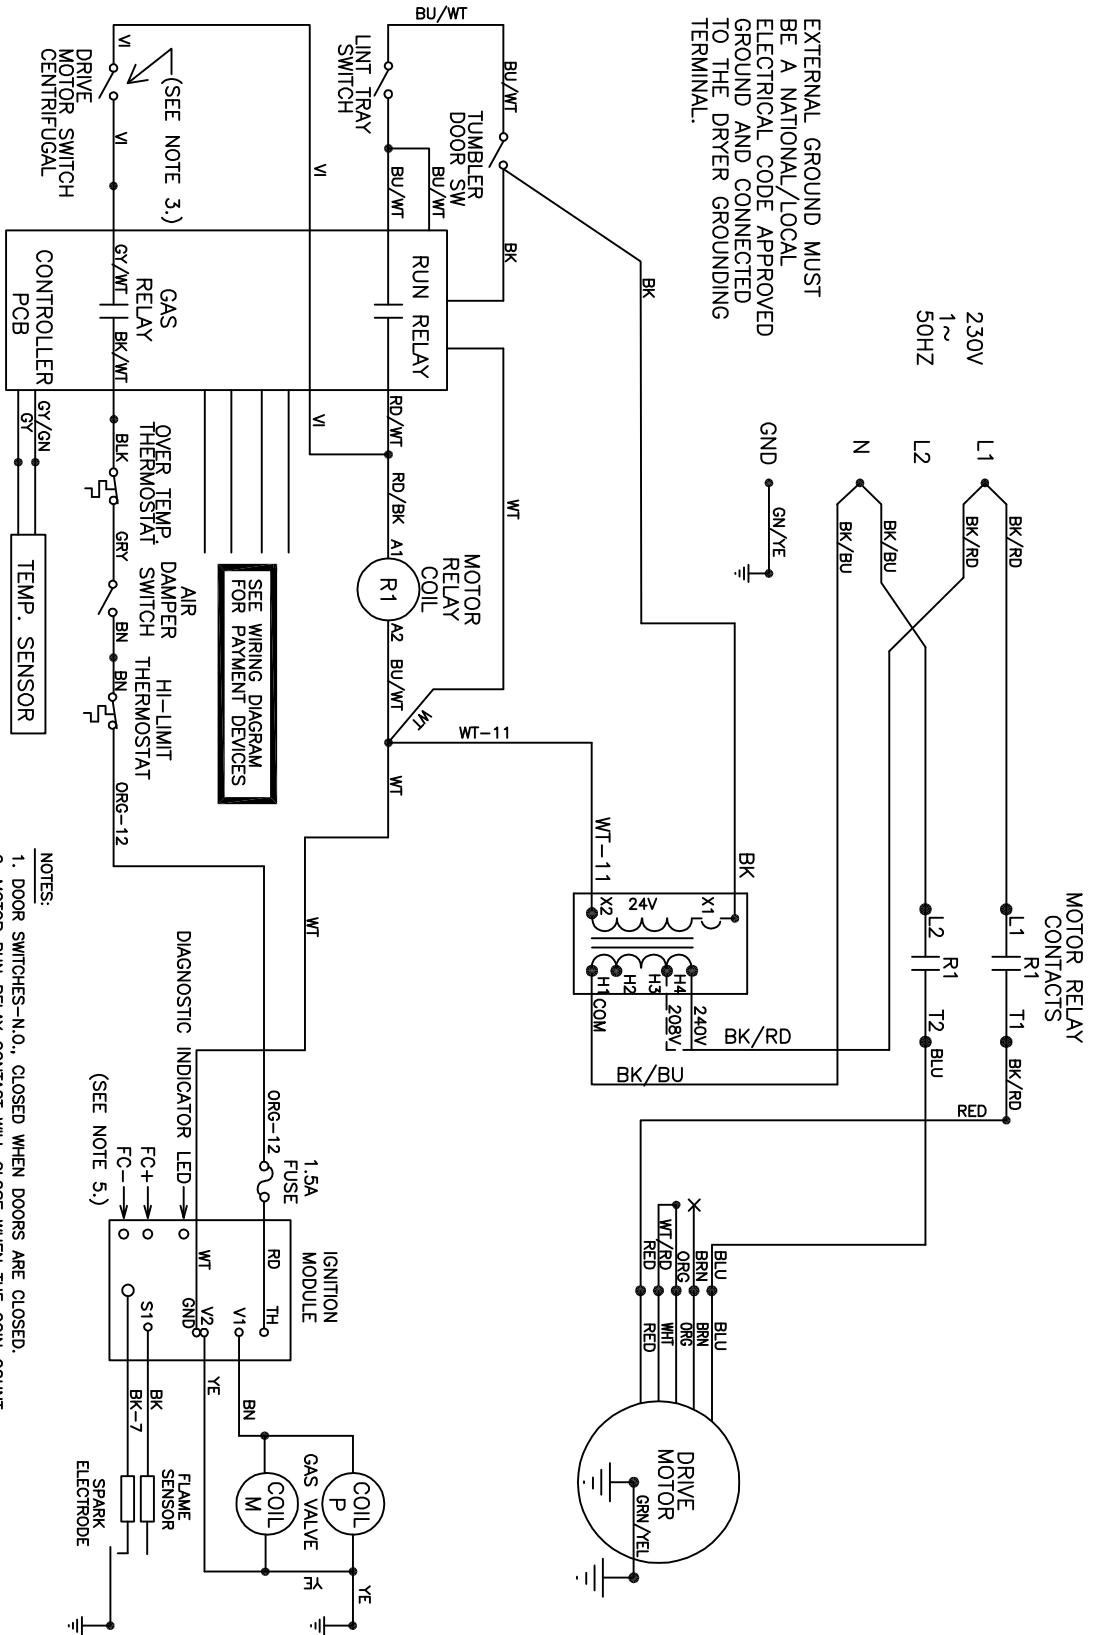 EXTERNAL GROUND MUST
BE A NATIONAL/LOCAL
ELECTRICAL CODE APPROVED
GROUND AND CONNECTED
TO THE DRYER GROUNDING
TERMINAL.
230V
1~
50HZ
L1
L2
N
GND
BK/RD
BK/RD
BK/BU
BK/BU
GN/YE
MOTOR RELAY
CONTACTS
L1
R1
T1
BK/RD
L2
R1
T2
BLU
RED
BK/RD
BK/BU
BK
X1
24V
X2
H4
H3
H2
H1
240V
208V
COM
WT-11
BLU
BRN
ORG
WT/RD
RED
BLU
BRN
ORG
WHT
RED
DRIVE
MOTOR
GRN/YEL
BU/WT
BU/WT
TUMBLER
DOOR SW
BK
BK
LINT TRAY
SWITCH
BU/WT
BU/WT
RUN RELAY
RD/WT
RD/BK
A1
R1
A2
MOTOR
RELAY
COIL
BU/WT
WT
WT
WT-11
WT
WT
VI
VI
VI
VI
(SEE NOTE 3.)
DRIVE
MOTOR SWITCH
CENTRIFUGAL
GY/WT
GAS
RELAY
BK/WT
CONTROLLER
PCB
GY/GN
GY
TEMP. SENSOR
BLK
OVER TEMP.
THERMOSTAT
GRY
AIR
DAMPER
SWITCH
BN
BN
HI-LIMIT
THERMOSTAT
ORG-12
SEE WIRING DIAGRAM
FOR PAYMENT DEVICES
ORG-12
1.5A
FUSE
DIAGNOSTIC INDICATOR LED
FC+
FC-
(SEE NOTE 5.)
IGNITION
MODULE
RD
TH
WT
V1
V2
GND
S1
BN
YE
BK
BK-7
COIL
P
COIL
M
GAS VALVE
YE
YE
FLAME
SENSOR
SPARK
ELECTRODE
NOTES:
1. DOOR SWITCHES-N.O., CLOSED WHEN DOORS ARE CLOSED.